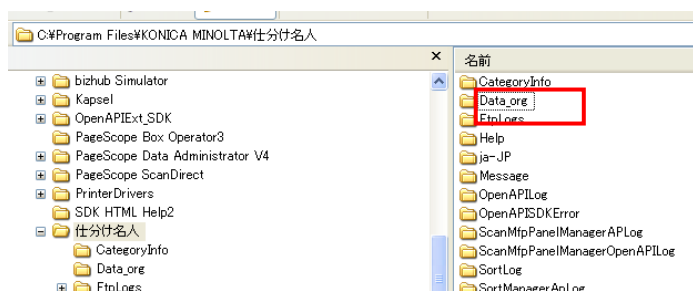 C:¥Program Files¥KONICA MINOLTA¥仕分け名人
bizhub Simulator
Kapsel
OpenAPIExt_SDK
PageScope Box Operator3
PageScope Data Administrator V4
PageScope ScanDirect
PrinterDrivers
SDK HTML Help2
仕分け名人
CategoryInfo
Data_org
FtpLogs
名前
CategoryInfo
Data_org
FtpLogs
Help
ja-JP
Message
OpenAPILog
OpenAPISDKError
ScanMfpPanelManagerAPLog
ScanMfpPanelManagerOpenAPILog
SortLog
SortManagerApLog